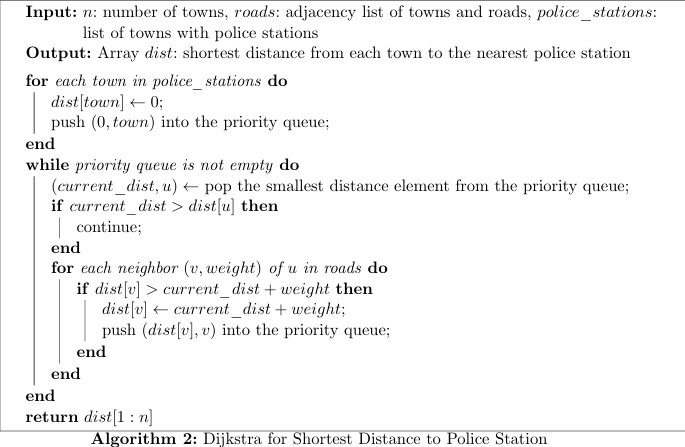 Input: n: number of towns, roads: adjacency list of towns and roads, police_stations:
list of towns with police stations
Output: Array dist: shortest distance from each town to the nearest police station
for each town in police_stations do
dist[town] ← 0;
push (0, town) into the priority queue;
end
while priority queue is not empty do
(current_dist, u) ← pop the smallest distance element from the priority queue;
if current_dist > dist[u] then
continue;
end
for each neighbor (v, weight) of u in roads do
if dist[v] > current_dist + weight then
dist[v] ← current_dist + weight;
push (dist[v], v) into the priority queue;
end
end
end
return dist[1 : n]
Algorithm 2: Dijkstra for Shortest Distance to Police Station